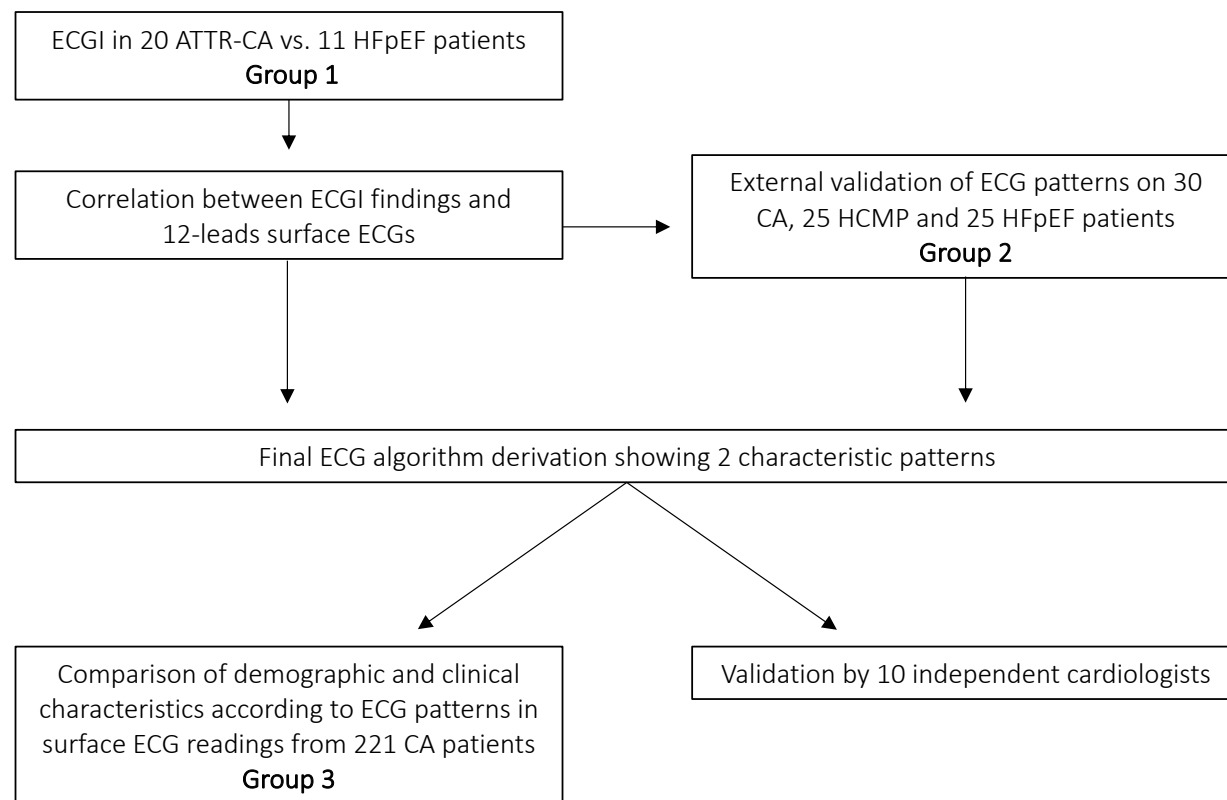 ECGI in 20 ATTR-CA vs. 11 HFpEF patients
Group 1
Correlation between ECGI findings and
12-leads surface ECGs
External validation of ECG patterns on 30
CA, 25 HCMP and 25 HFpEF patients
Group 2
Final ECG algorithm derivation showing 2 characteristic patterns
Comparison of demographic and clinical
characteristics according to ECG patterns in
surface ECG readings from 221 CA patients
Group 3
Validation by 10 independent cardiologists